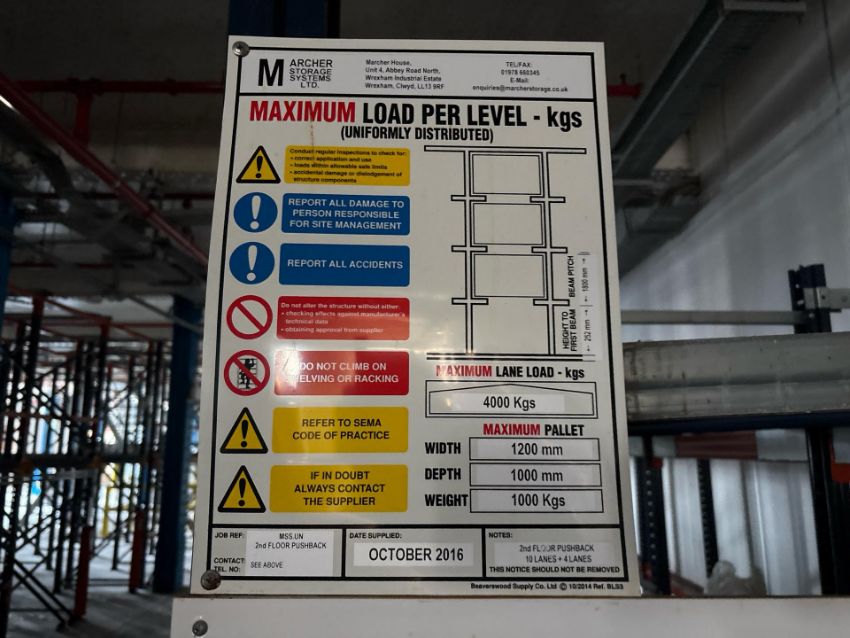 M ARCHER
STORAGE
SYSTEMS
LTD.
Marcher House,
Unit 4, Abbey Road North,
Wrexham Industrial Estate
Wrexham, Clwyd, LL13 9RF
TEL/FAX:
01978 660345
E-Mail:
enquiries@marcherstorage.co.uk
MAXIMUM LOAD PER LEVEL - kgs
(UNIFORMLY DISTRIBUTED)
Conduct regular inspections to check for:
• correct application and use
• loads within allowable safe limits
• accidental damage or dislodgement of
structure components
REPORT ALL DAMAGE TO
PERSON RESPONSIBLE
FOR SITE MANAGEMENT
REPORT ALL ACCIDENTS
Do not alter the structure without either:
• checking effects against manufacturer's
technical data
• obtaining approval from supplier
DO NOT CLIMB ON
SHELVING OR RACKING
REFER TO SEMA
CODE OF PRACTICE
IF IN DOUBT
ALWAYS CONTACT
THE SUPPLIER
BEAM PITCH
1800 mm
HEIGHT TO
FIRST BEAM
252 mm
MAXIMUM LANE LOAD - kgs
4000 Kgs
MAXIMUM PALLET
WIDTH 1200 mm
DEPTH 1000 mm
WEIGHT 1000 Kgs
JOB REF: MSS.UN
2nd FLOOR PUSHBACK
CONTACT
TEL. NO: SEE ABOVE
DATE SUPPLIED:
OCTOBER 2016
NOTES:
2nd FLOOR PUSHBACK
10 LANES + 4 LANES
THIS NOTICE SHOULD NOT BE REMOVED
Beaverswood Supply Co. Ltd © 10/2014 Ref. BLS3